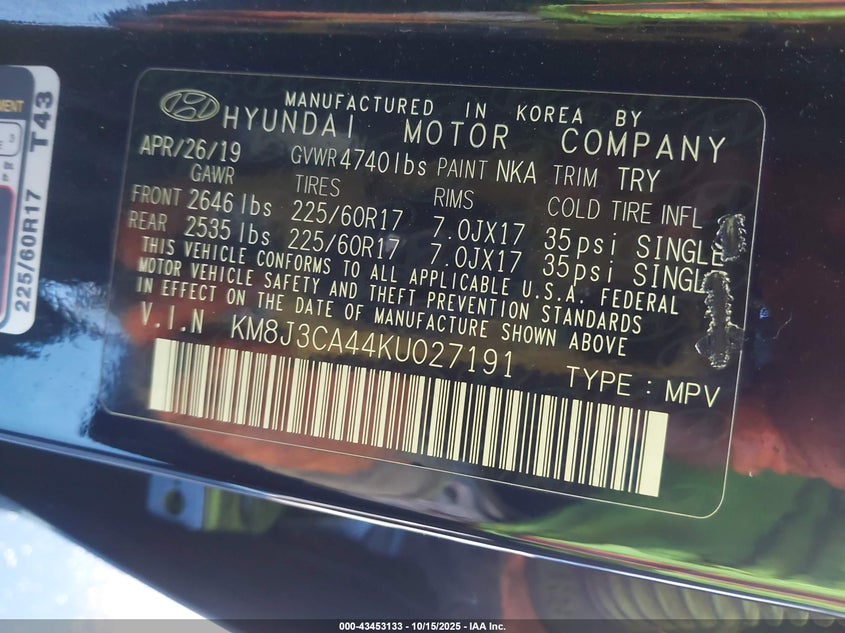 MENT
225/60R17 T43
MANUFACTURED IN KOREA BY
HYUNDAI MOTOR COMPANY
APR/26/19 GVWR 4740lbs PAINT NKA TRIM TRY
GAWR TIRES RIMS COLD TIRE INFL
FRONT 2646 lbs 225/60R17 7.0JX17 35psi SINGLE
REAR 2535 lbs 225/60R17 7.0JX17 35psi SINGL
THIS VEHICLE CONFORMS TO ALL APPLICABLE U.S.A. FEDERAL
MOTOR VEHICLE SAFETY AND THEFT PREVENTION STANDARDS
IN EFFECT ON THE DATE OF MANUFACTURE SHOWN ABOVE
V.I.N KM8J3CA44KU027191 TYPE : MPV
000-43453133 - 10/15/2025 - IAA Inc.